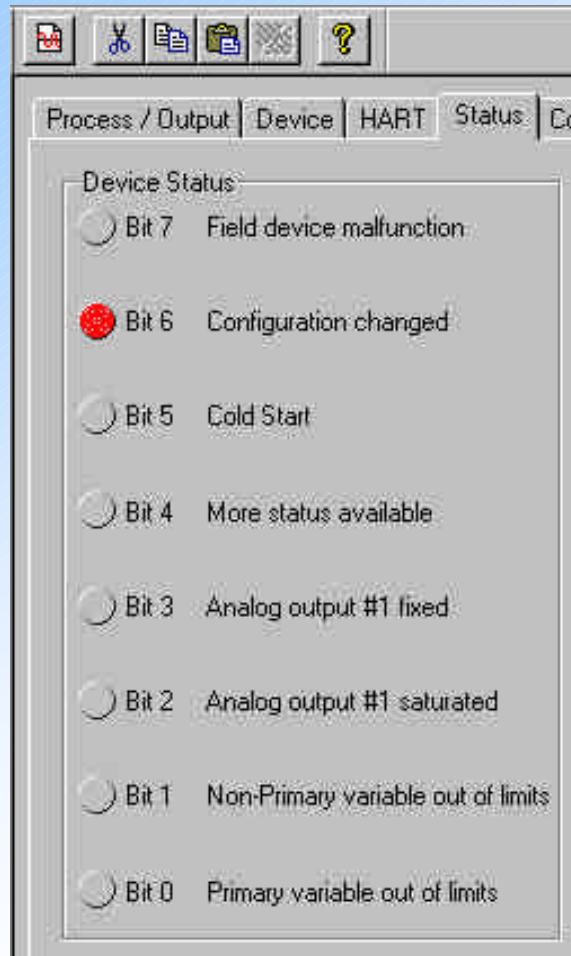 ?
Process / Output Device HART Status Co
Device Status
Bit 7 Field device malfunction
Bit 6 Configuration changed
Bit 5 Cold Start
Bit 4 More status available
Bit 3 Analog output #1 fixed
Bit 2 Analog output #1 saturated
Bit 1 Non-Primary variable out of limits
Bit 0 Primary variable out of limits